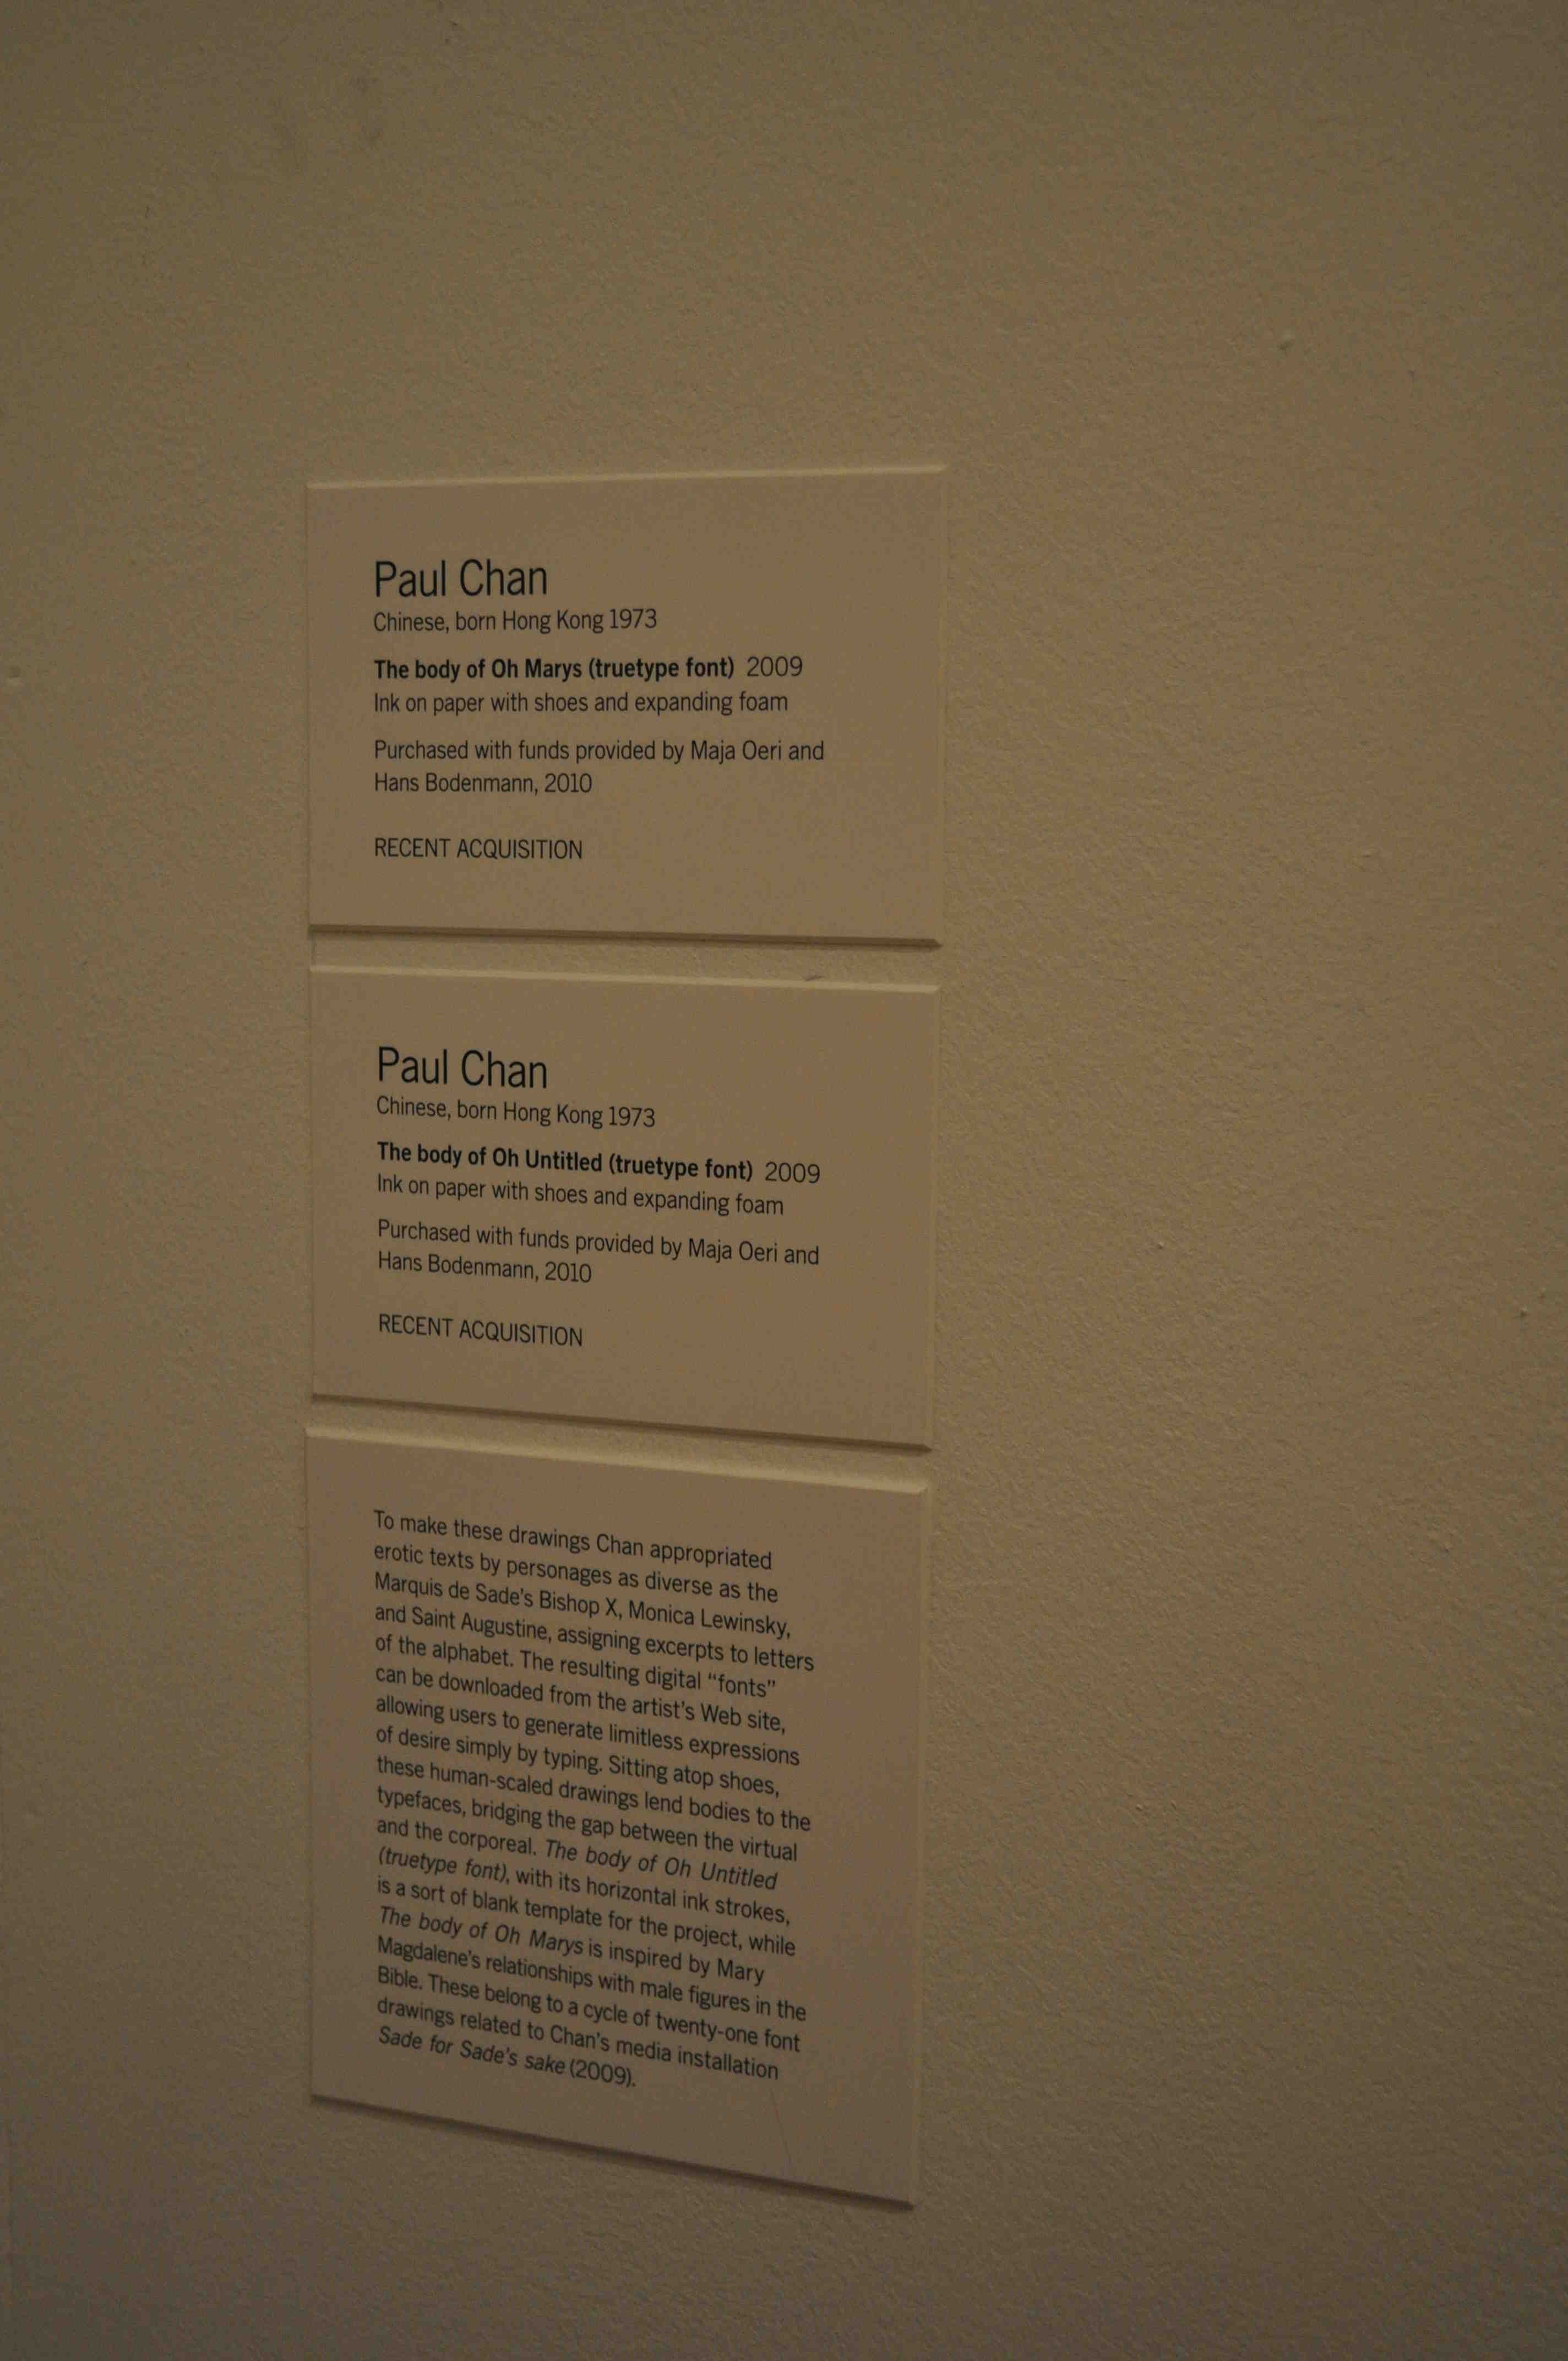 Paul Chan
Chinese, born Hong Kong 1973
The body of Oh Marys (truetype font) 2009
Ink on paper with shoes and expanding foam
Purchased with funds provided by Maja Oeri and
Hans Bodenmann, 2010
RECENT ACQUISITION
Paul Chan
Chinese, born Hong Kong 1973
The body of Oh Untitled (truetype font) 2009
Ink on paper with shoes and expanding foam
Purchased with funds provided by Maja Oeri and
Hans Bodenmann, 2010
RECENT ACQUISITION
To make these drawings Chan appropriated
erotic texts by personages as diverse as the
Marquis de Sade's Bishop X, Monica Lewinsky,
and Saint Augustine, assigning excerpts to letters
of the alphabet. The resulting digital “fonts”
can be downloaded from the artist's Web site,
allowing users to generate limitless expressions
of desire simply by typing. Sitting atop shoes,
these human-scaled drawings lend bodies to the
typefaces, bridging the gap between the virtual
and the corporeal. The body of Oh Untitled
(truetype font), with its horizontal ink strokes,
is a sort of blank template for the project, while
The body of Oh Marys is inspired by Mary
Magdalene's relationships with male figures in the
Bible. These belong to a cycle of twenty-one font
drawings related to Chan's media installation
Sade for Sade's sake (2009).